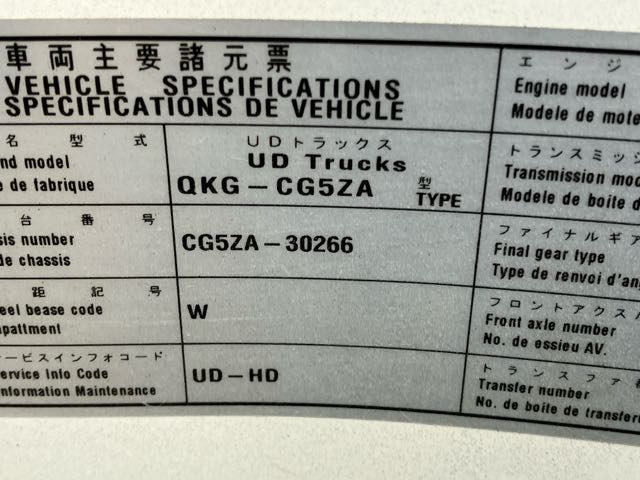 車両主要諸元票
VEHICLE SPECIFICATIONS
SPECIFICATIONS DE VEHICLE
名 型 式
nd model
e de fabrique
UDトラックス
UD Trucks
QKG-CG5ZA 型 TYPE
台 番 号
sis number
de chassis
CG5ZA-30266
距 記 号
eel bease code
mpattment
W
ービスインフォコード
ervice Info Code
nformation Maintenance
UD-HD
エンジ
Engine model
Modele de mote
トランスミッシ
Transmission mod
Modele de boite d
ファイナルギア
Final gear type
Type de renvoi d'an
フロントアクスル
Front axle number
No. de essieu AV.
トランスファ
Transfer number
No. de boite de transferu